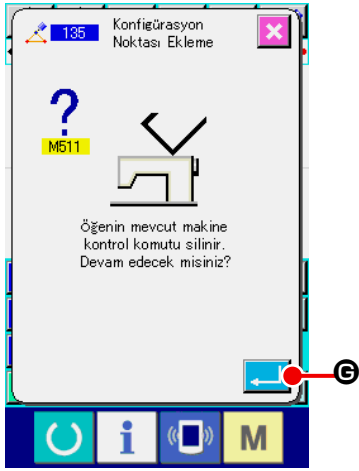 135 Konfigürasyon
Noktası Ekleme
?
M511
Öğenin mevcut makine
kontrol komutu silinir.
Devam edecek misiniz?
G
i
M